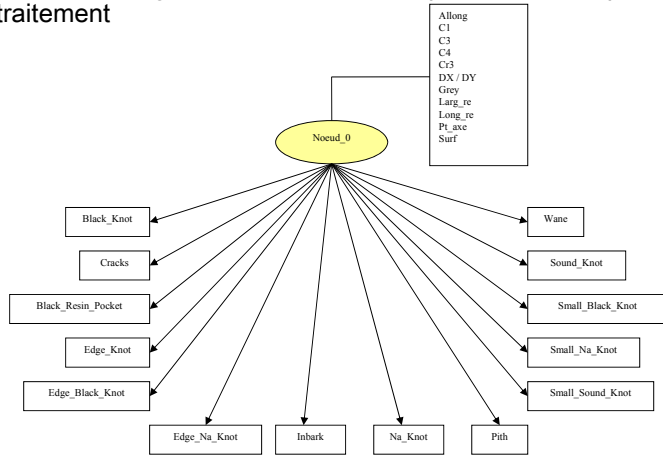 traitement
Allong
C1
C3
C4
Cr3
DX / DY
Grey
Larg_re
Long_re
Pt_axe
Surf
Noeud_0
Black_Knot
Wane
Cracks
Sound_Knot
Black_Resin_Pocket
Small_Black_Knot
Edge_Knot
Small_Na_Knot
Edge_Black_Knot
Small_Sound_Knot
Edge_Na_Knot
Inbark
Na_Knot
Pith